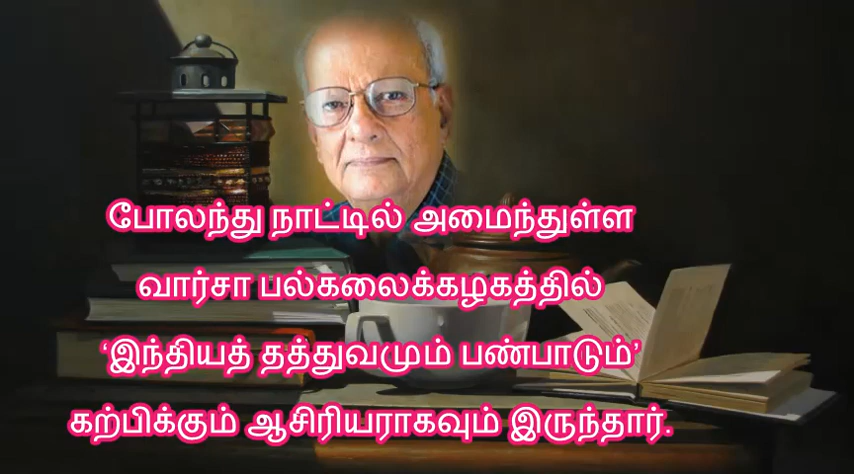 போலந்து நாட்டில் அமைந்துள்ள
வார்சா பல்கலைக்கழகத்தில்
‘இந்தியத் தத்துவமும் பண்பாடும்’
கற்பிக்கும் ஆசிரியராகவும் இருந்தார்.